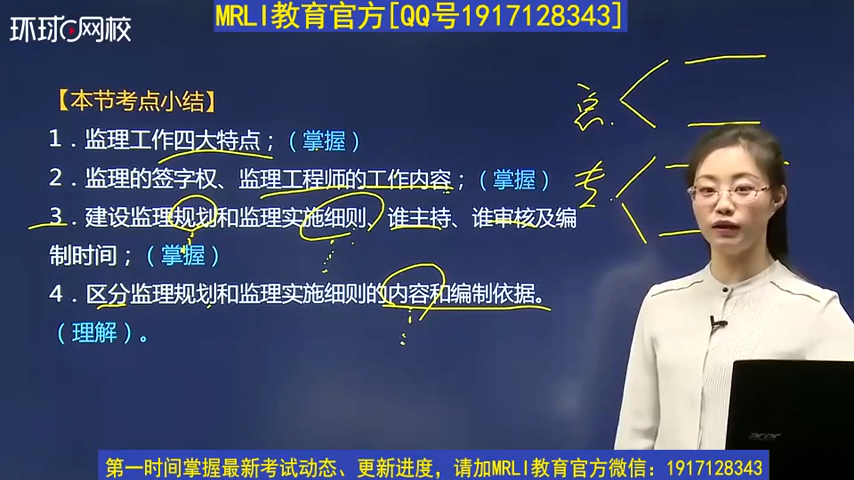 MRLI教育官方[QQ号1917128343]
环球网校
【本节考点小结】
1．监理工作四大特点；（掌握）
2．监理的签字权、监理工程师的工作内容；（掌握）
3．建设监理规划和监理实施细则、谁主持、谁审核及编
制时间；（掌握）
4．区分监理规划和监理实施细则的内容和编制依据。
（理解）。
总
专
acer
第一时间掌握最新考试动态、更新进度，请加MRLI教育官方微信：1917128343